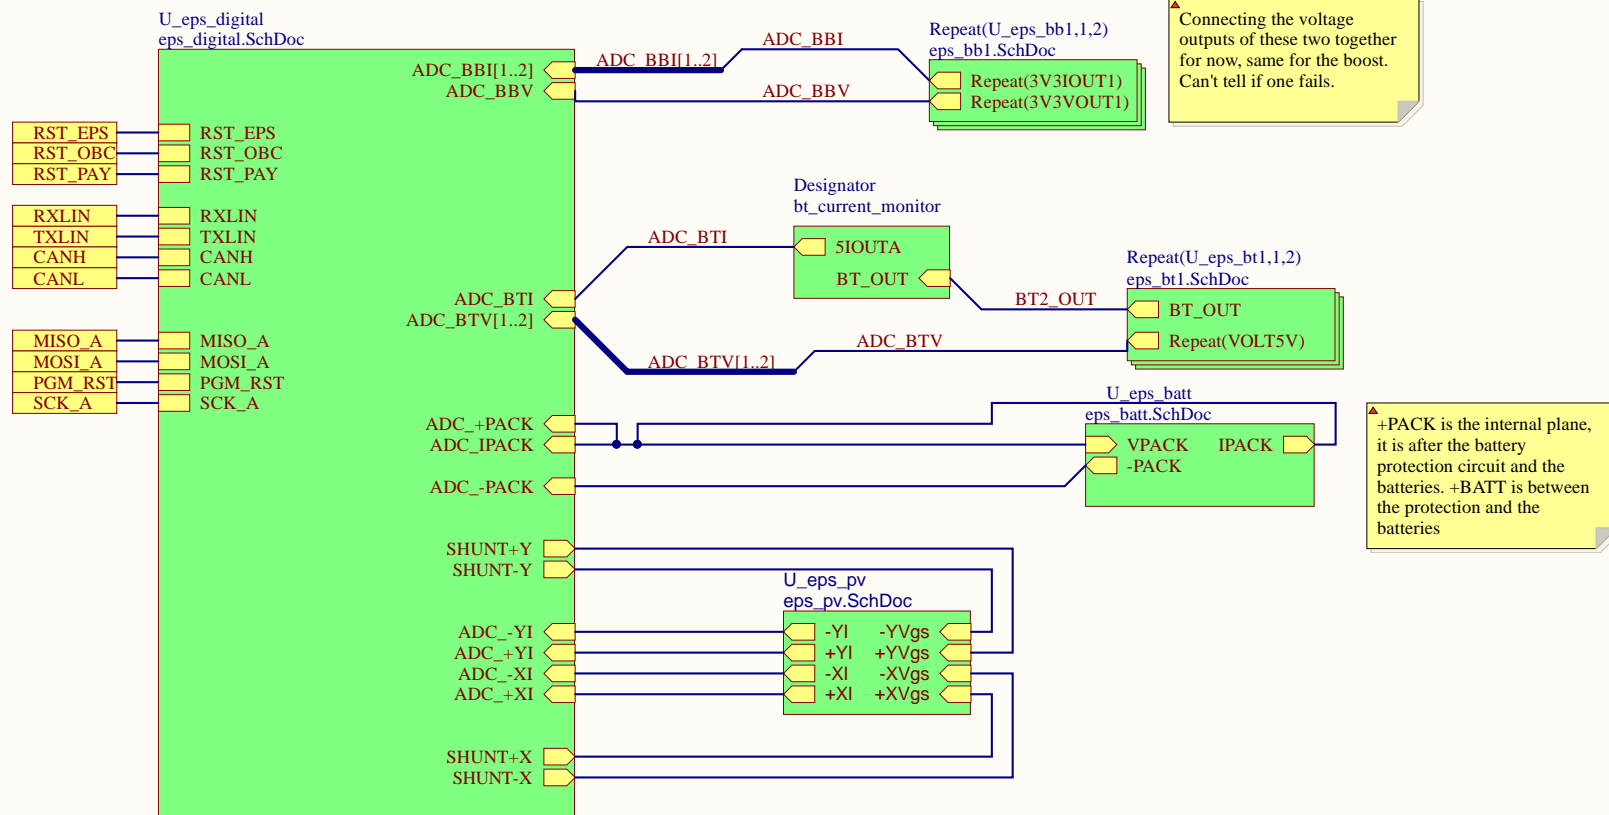 U_eps_digital
eps_digital.SchDoc
ADC_BBI[1..2]
ADC_BBV
ADC_BBI[1..2]
ADC_BBI
ADC_BBV
Repeat(U_eps_bb1,1,2)
eps_bb1.SchDoc
Repeat(3V3IOUT1)
Repeat(3V3VOUT1)
Connecting the voltage
outputs of these two together
for now, same for the boost.
Can't tell if one fails.
RST_EPS
RST_OBC
RST_PAY
RST_EPS
RST_OBC
RST_PAY
RXLIN
TXLIN
CANH
CANL
RXLIN
TXLIN
CANH
CANL
MISO_A
MOSI_A
PGM_RST
SCK_A
MISO_A
MOSI_A
PGM_RST
SCK_A
Designator
bt_current_monitor
ADC_BTI
5IOUTA
BT_OUT
ADC_BTI
ADC_BTV[1..2]
BT2_OUT
ADC_BTV[1..2]
ADC_BTV
Repeat(U_eps_bt1,1,2)
eps_bt1.SchDoc
BT_OUT
Repeat(VOLT5V)
ADC_+PACK
ADC_IPACK
ADC_-PACK
U_eps_batt
eps_batt.SchDoc
VPACK
IPACK
-PACK
+PACK is the internal plane,
it is after the battery
protection circuit and the
batteries. +BATT is between
the protection and the
batteries
SHUNT+Y
SHUNT-Y
U_eps_pv
eps_pv.SchDoc
ADC_-YI
ADC_+YI
ADC_-XI
ADC_+XI
-YI -YVgs
+YI +YVgs
-XI -XVgs
+XI +XVgs
SHUNT+X
SHUNT-X